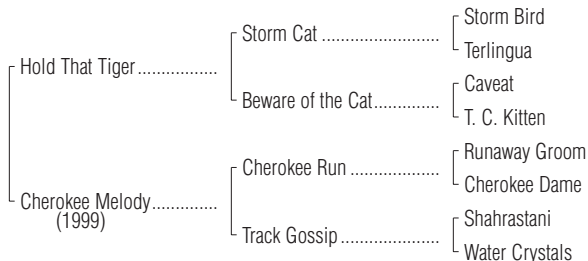 Storm Bird
Storm Cat ........................
Terlingua
Hold That Tiger ................
Caveat
Beware of the Cat .............
T. C. Kitten
Runaway Groom
Cherokee Run ..................
Cherokee Dame
Cherokee Melody .............
(1999)
Shahrastani
Track Gossip ....................
Water Crystals